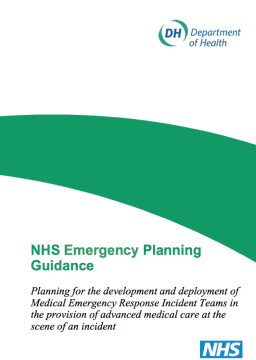 DH Department
of Health
NHS Emergency Planning
Guidance
Planning for the development and deployment of
Medical Emergency Response Incident Teams in
the provision of advanced medical care at the
scene of an incident
NHS